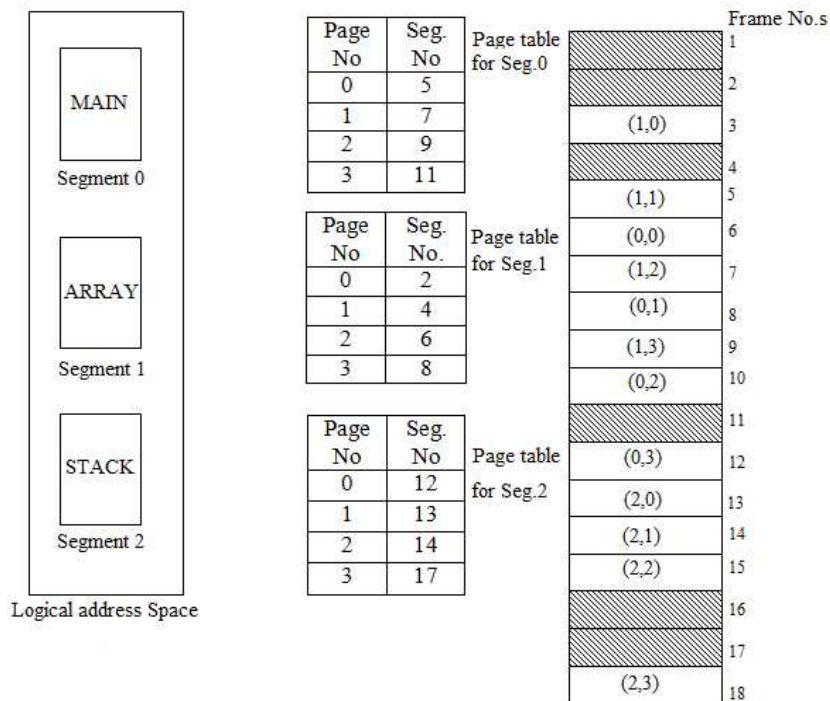 MAIN
Segment 0
ARRAY
Segment 1
STACK
Segment 2
Logical address Space
Page No Seg. No
0 5
1 7
2 9
3 11
Page table
for Seg.0
Page No Seg. No.
0 2
1 4
2 6
3 8
Page table
for Seg.1
Page No Seg. No
0 12
1 13
2 14
3 17
Page table
for Seg.2
Frame No.s
1
2
(1,0) 3
4
(1,1) 5
(0,0) 6
(1,2) 7
(0,1) 8
(1,3) 9
(0,2) 10
11
(0,3) 12
(2,0) 13
(2,1) 14
(2,2) 15
16
17
(2,3) 18